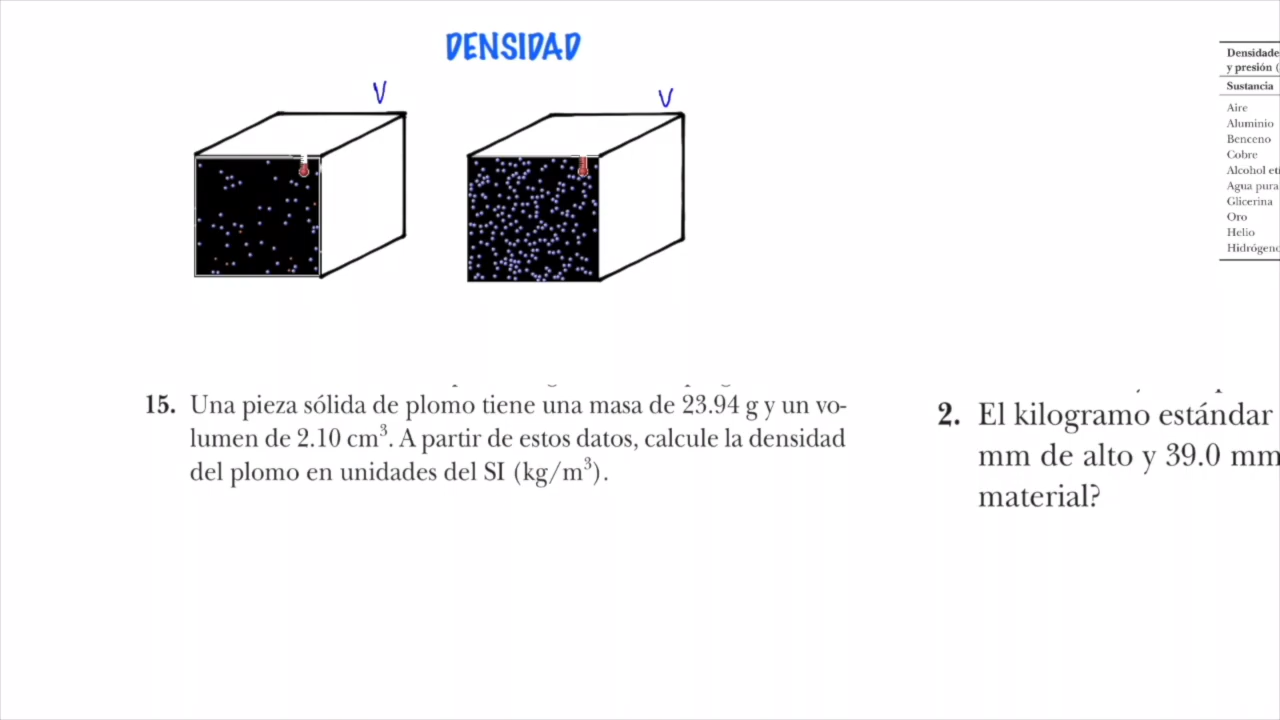 DENSIDAD
V
V
Densidade
y presión (
Sustancia
Aire
Aluminio
Benceno
Cobre
Alcohol etí
Agua pura
Glicerina
Oro
Helio
Hidrógeno
15. Una pieza sólida de plomo tiene una masa de 23.94 g y un vo-
lumen de 2.10 cm³. A partir de estos datos, calcule la densidad
del plomo en unidades del SI (kg/m³).
2. El kilogramo estándar
mm de alto y 39.0 mm
material?